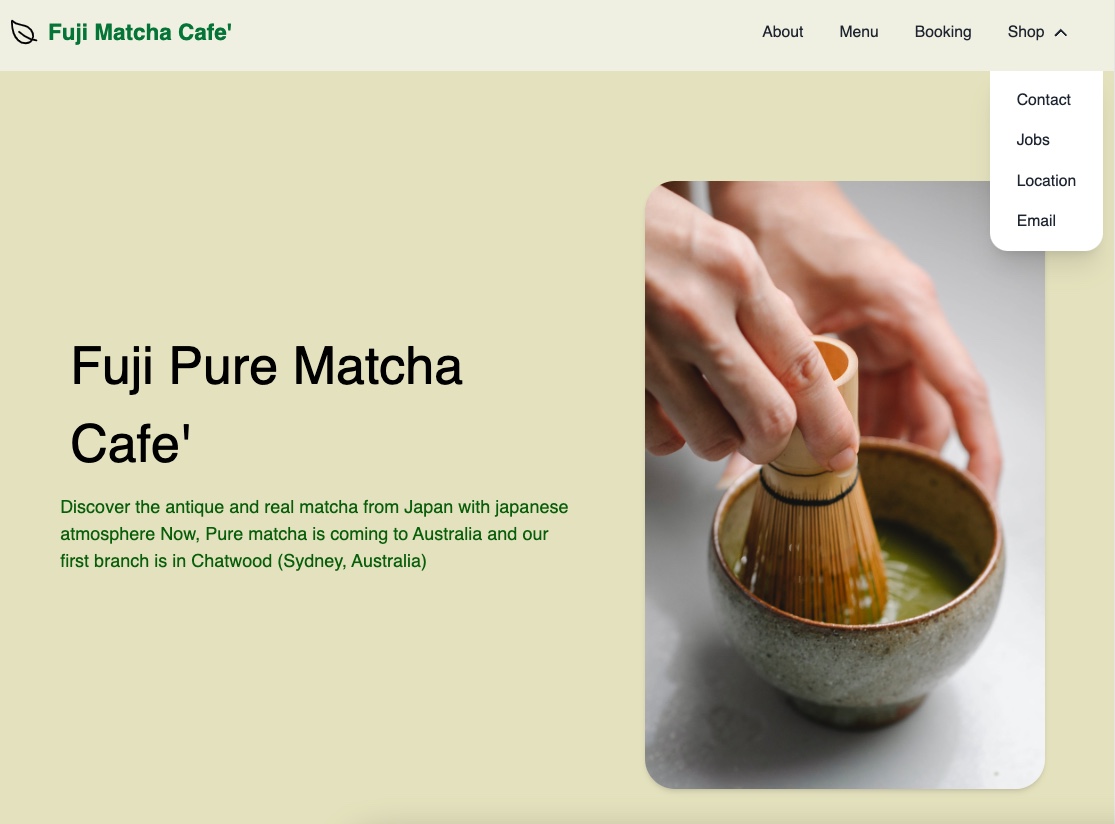 Fuji Matcha Cafe'
About
Menu
Booking
Shop
Contact
Jobs
Location
Email
Fuji Pure Matcha
Cafe'
Discover the antique and real matcha from Japan with japanese
atmosphere Now, Pure matcha is coming to Australia and our
first branch is in Chatwood (Sydney, Australia)